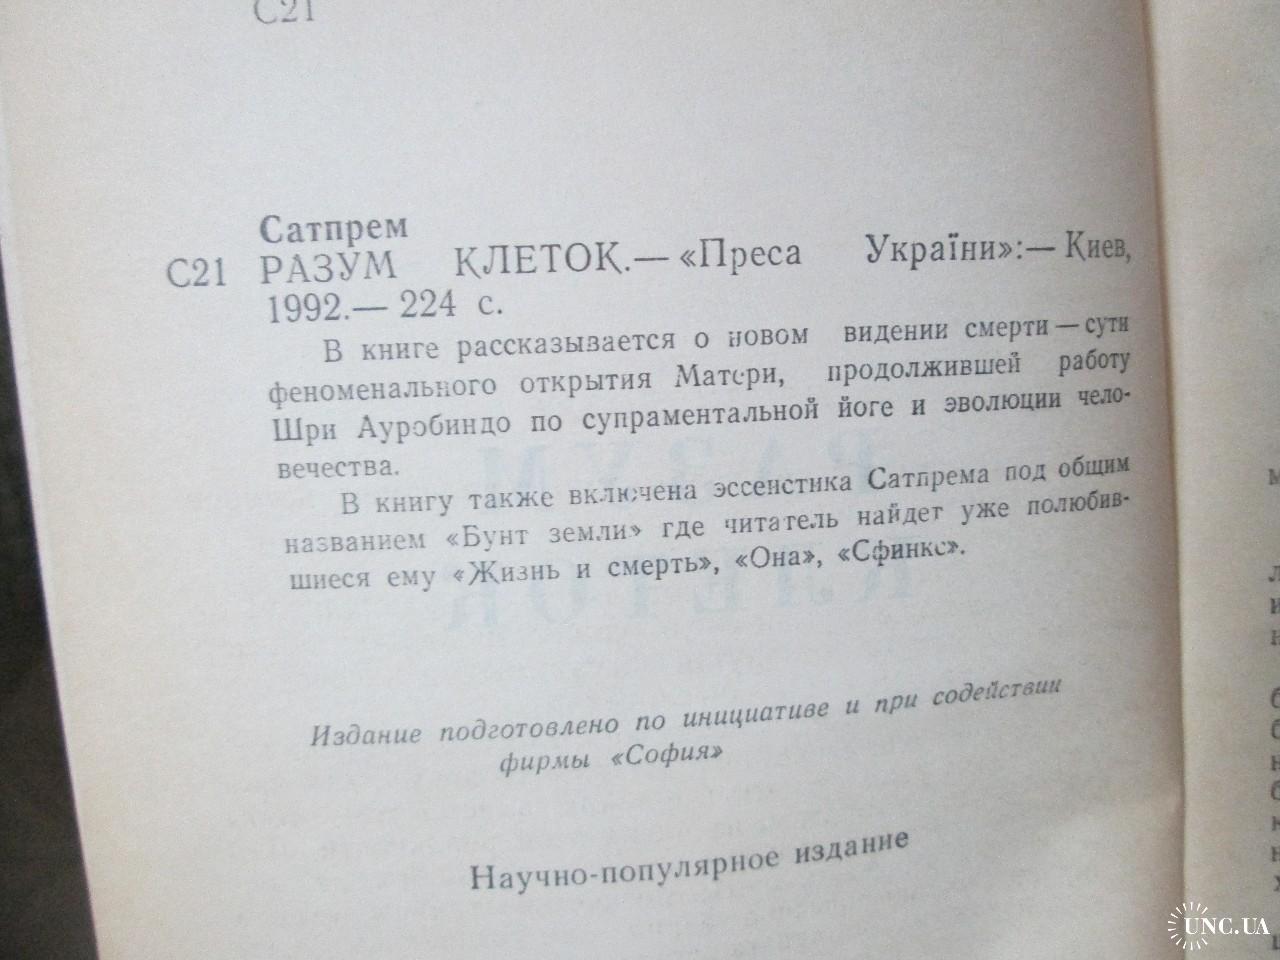 С21
Сатпрем
С21 РАЗУМ КЛЕТОК.— «Преса України»:— Киев,
1992.— 224 с.
В книге рассказывается о новом видении смерти — сути
феноменального открытия Матери, продолжившей работу
Шри Ауробиндо по супраментальной йоге и эволюции чело-
вечества.
В книгу также включена эссеистика Сатпрема под общим
названием «Бунт земли» где читатель найдет уже полюбив-
шиеся ему «Жизнь и смерть», «Она», «Сфинкс».
Издание подготовлено по инициативе и при содействии
фирмы «София»
Научно-популярное издание
UNC.UA